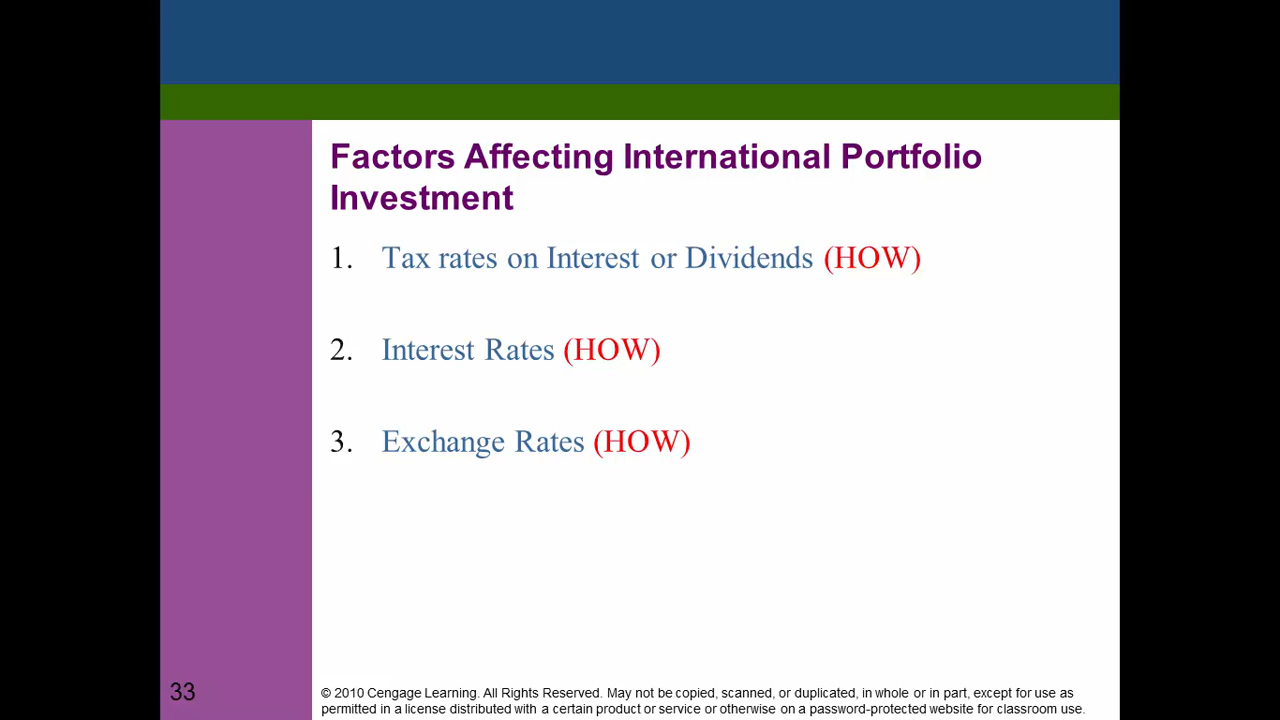 Factors Affecting International Portfolio
Investment
1. Tax rates on Interest or Dividends (HOW)
2. Interest Rates (HOW)
3. Exchange Rates (HOW)
33
© 2010 Cengage Learning. All Rights Reserved. May not be copied, scanned, or duplicated, in whole or in part, except for use as
permitted in a license distributed with a certain product or service or otherwise on a password-protected website for classroom use.